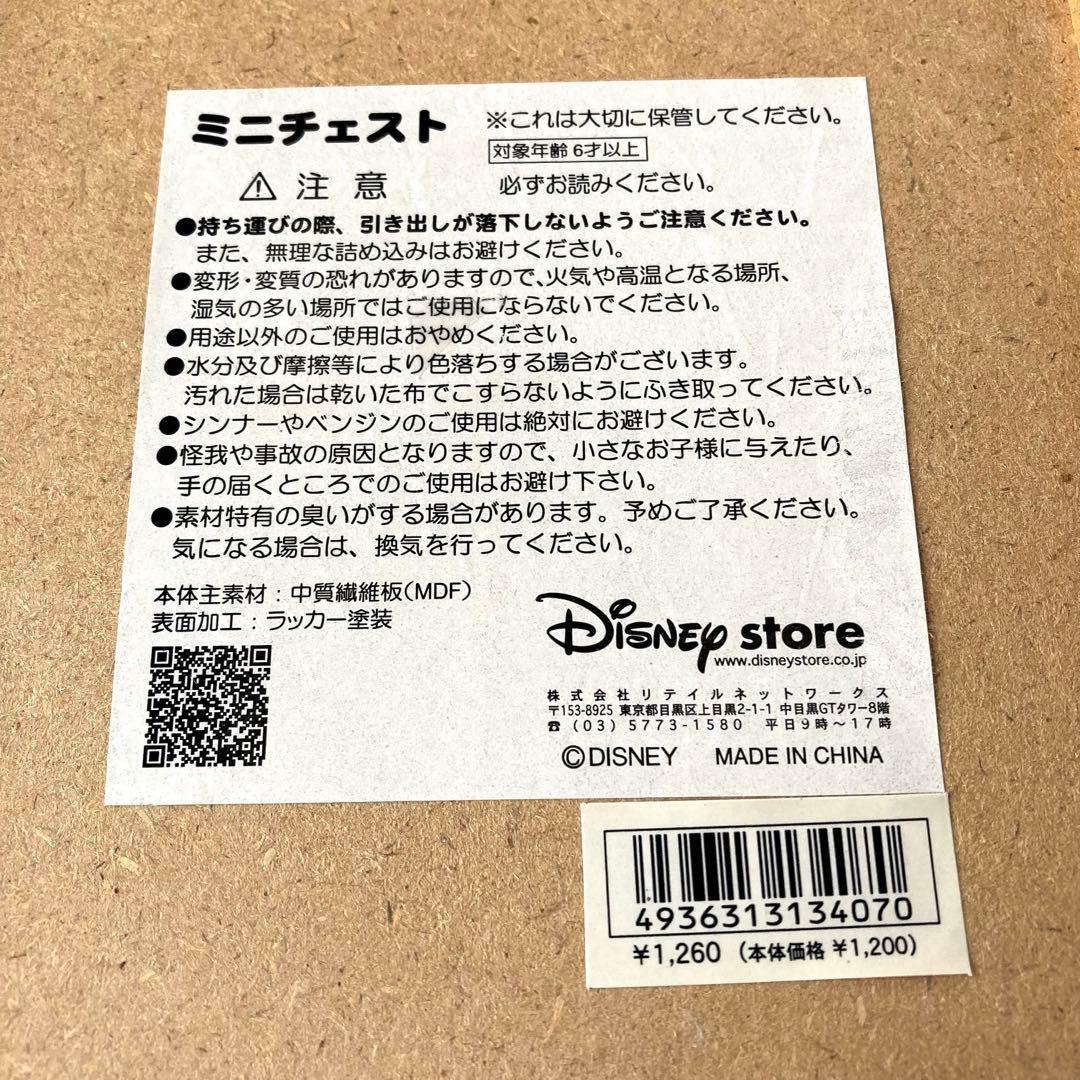 ミニチェスト
※これは大切に保管してください。
対象年齢 6才以上
⚠ 注意
必ずお読みください。
●持ち運びの際、引き出しが落下しないようご注意ください。
また、無理な詰め込みはお避けください。
●変形・変質の恐れがありますので、火気や高温となる場所、
湿気の多い場所ではご使用にならないでください。
●用途以外のご使用はおやめください。
●水分及び摩擦等により色落ちする場合がございます。
汚れた場合は乾いた布でこすらないようにふき取ってください。
●シンナーやベンジンのご使用は絶対にお避けください。
●怪我や事故の原因となりますので、小さなお子様に与えたり、
手の届くところでのご使用はお避け下さい。
●素材特有の臭いがする場合があります。予めご了承ください。
気になる場合は、換気を行ってください。
本体主素材：中質繊維板(MDF)
表面加工：ラッカー塗装
Disney store
www.disneystore.co.jp
株式会社リテイルネットワークス
〒153-8925 東京都目黒区上目黒2-1-1 中目黒GTタワー8階
☎(03)5773-1580 平日9時～17時
©DISNEY MADE IN CHINA
4936313134070
¥1,260 (本体価格 ¥1,200)